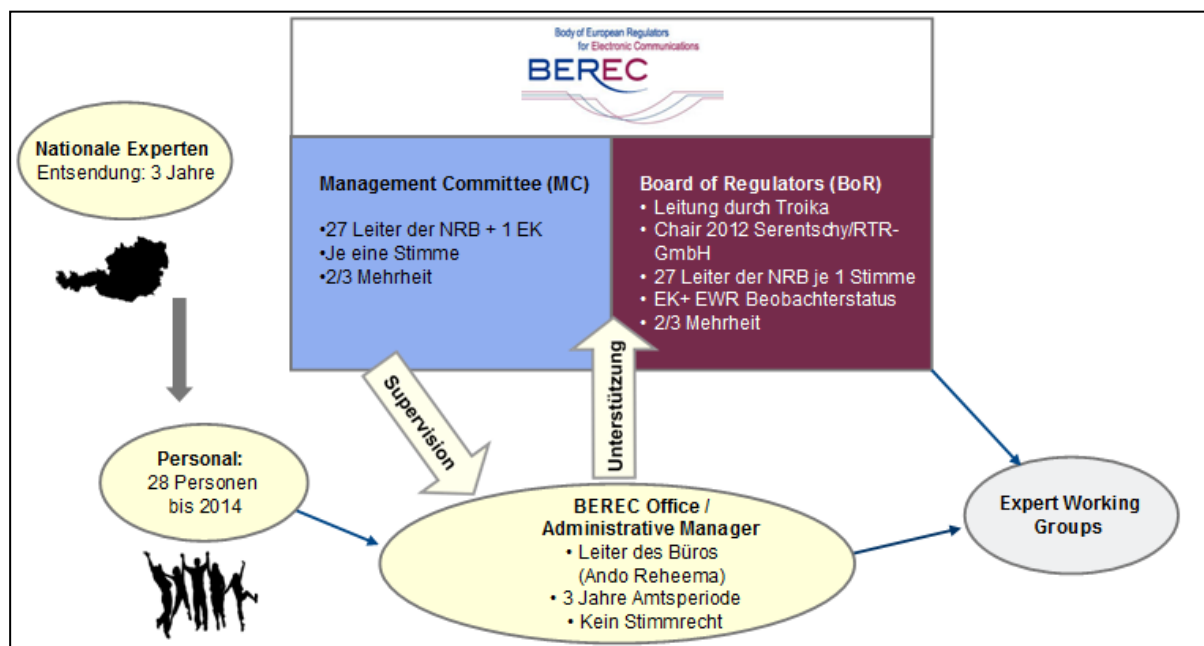 Body of European Regulators
for Electronic Communications
BEREC
Nationale Experten
Entsendung: 3 Jahre
Management Committee (MC)
•27 Leiter der NRB + 1 EK
•Je eine Stimme
•2/3 Mehrheit
Board of Regulators (BoR)
• Leitung durch Troika
• Chair 2012 Serentschy/RTR-
GmbH
• 27 Leiter der NRB je 1 Stimme
• EK+ EWR Beobachterstatus
• 2/3 Mehrheit
Supervision
Unterstützung
Personal:
28 Personen
bis 2014
BEREC Office /
Administrative Manager
• Leiter des Büros
(Ando Reheema)
• 3 Jahre Amtsperiode
• Kein Stimmrecht
Expert Working
Groups